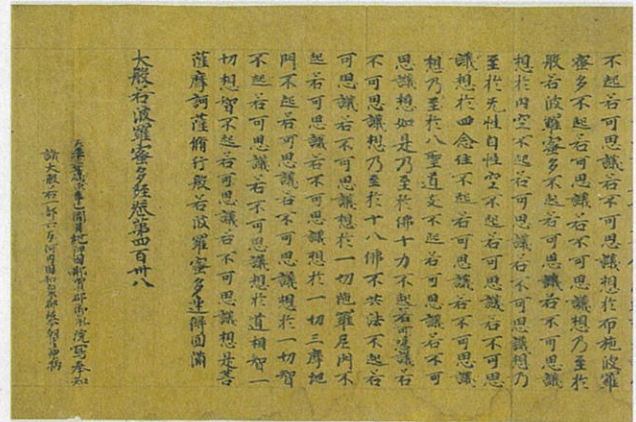 不起若可思議若不可思議想於布施波羅
蜜多不起若可思議若不可思議想乃至於
般若波羅蜜多不起若可思議若不可思議
想於內空不起若可思議若不可思議想乃
至於无性自性空不起若可思議若不可思
議想於四念住不起若可思議若不可思議
想乃至於八聖道支不起若可思議若不可
思議想如是乃至於佛十力不起若可思議若
不可思議想乃至於十八佛不共法不起若
可思議若不可思議想於一切陁羅尼門不
起若可思議若不可思議想於一切三摩地
門不起若可思議若不可思議想於一切智
不起若可思議若不可思議想於道相智一
切相智不起若可思議若不可思議想是菩
薩摩訶薩脩行般若波羅蜜多速得圓滿
大般若波羅蜜多經卷第四百卅八
讀大般若一部六百河內國